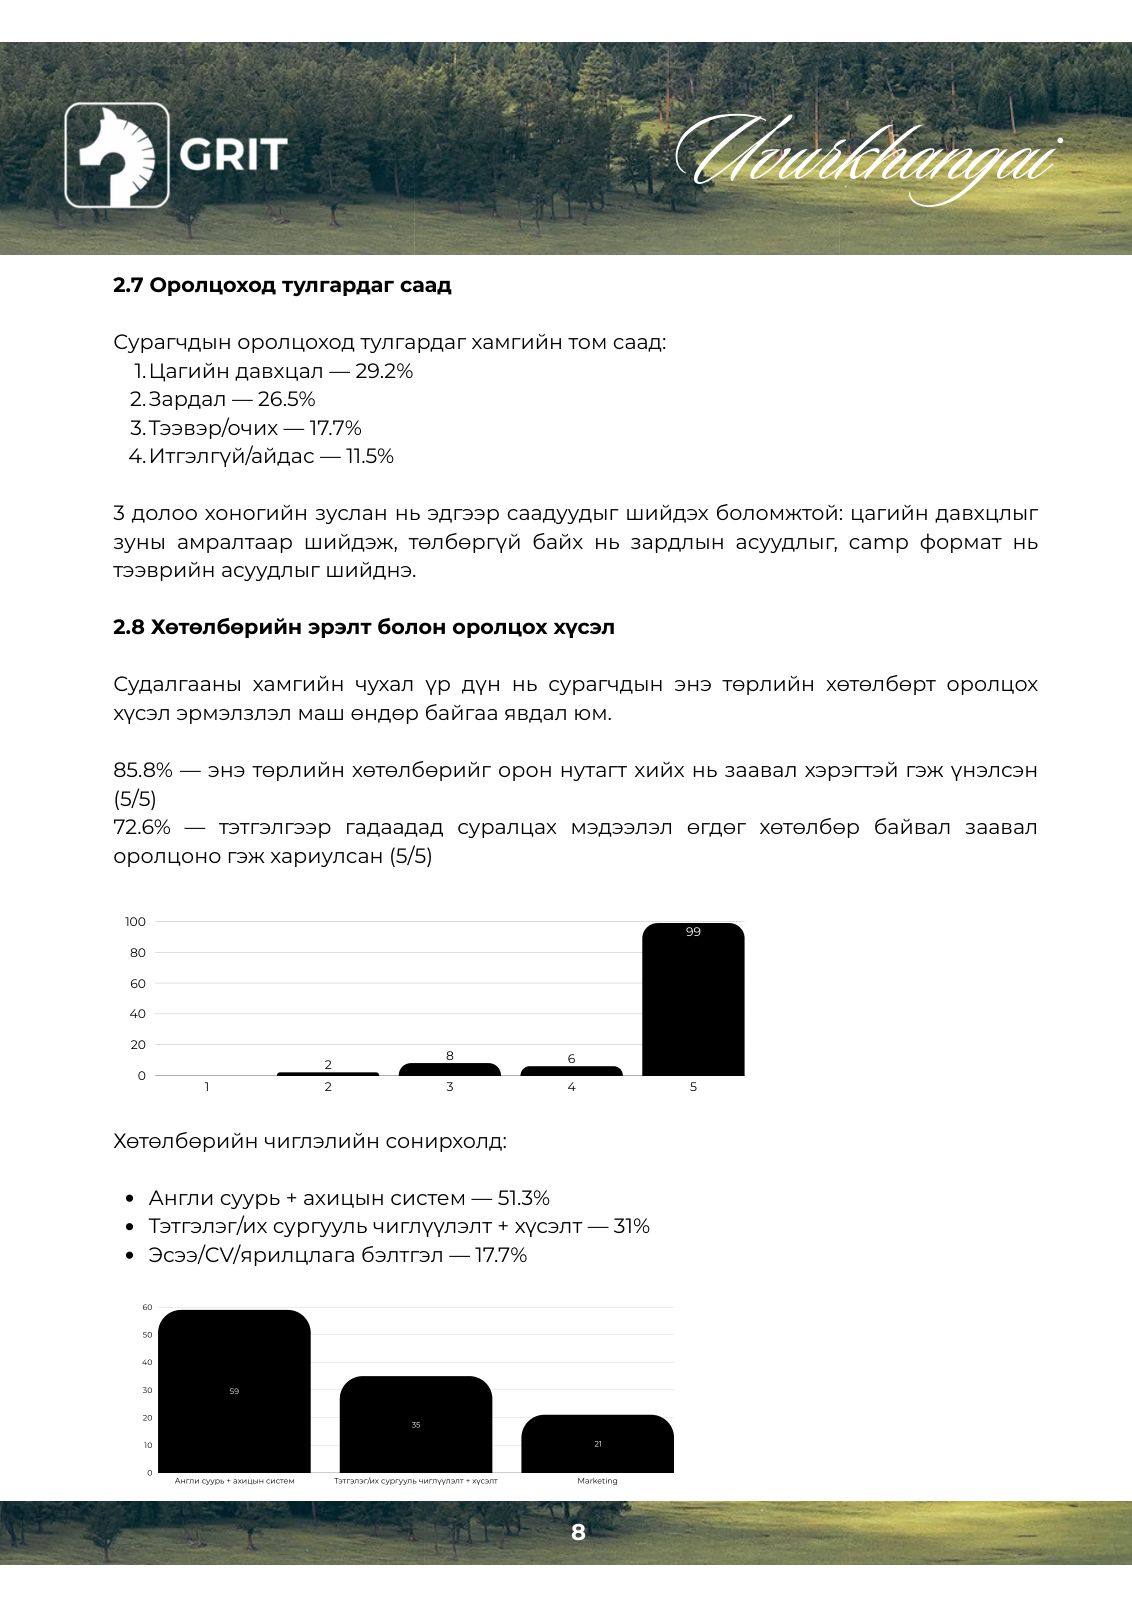 GRIT
Uvurkhangai
2.7 Оролцоход тулгардаг саад
Сурагчдын оролцоход тулгардаг хамгийн том саад:
1. Цагийн давхцал — 29.2%
2. Зардал — 26.5%
3. Тээвэр/очих — 17.7%
4. Итгэлгүй/айдас — 11.5%
3 долоо хоногийн зуслан нь эдгээр саадуудыг шийдэх боломжтой: цагийн давхцлыг
зуны амралтаар шийдэж, төлбөргүй байх нь зардлын асуудлыг, camp формат нь
тээврийн асуудлыг шийднэ.
2.8 Хөтөлбөрийн эрэлт болон оролцох хүсэл
Судалгааны хамгийн чухал үр дүн нь сурагчдын энэ төрлийн хөтөлбөрт оролцох
хүсэл эрмэлзлэл маш өндөр байгаа явдал юм.
85.8% — энэ төрлийн хөтөлбөрийг орон нутагт хийх нь заавал хэрэгтэй гэж үнэлсэн
(5/5)
72.6% — тэтгэлгээр гадаадад суралцах мэдээлэл өгдөг хөтөлбөр байвал заавал
оролцоно гэж хариулсан (5/5)
100
80
60
40
20
0
2
8
6
99
1 2 3 4 5
Хөтөлбөрийн чиглэлийн сонирхолд:
• Англи суурь + ахицын систем — 51.3%
• Тэтгэлэг/их сургууль чиглүүлэлт + хүсэлт — 31%
• Эсээ/CV/ярилцлага бэлтгэл — 17.7%
60
50
40
30
20
10
0
59
35
21
Англи суурь + ахицын систем Тэтгэлэг/их сургууль чиглүүлэлт + хүсэлт Marketing
8